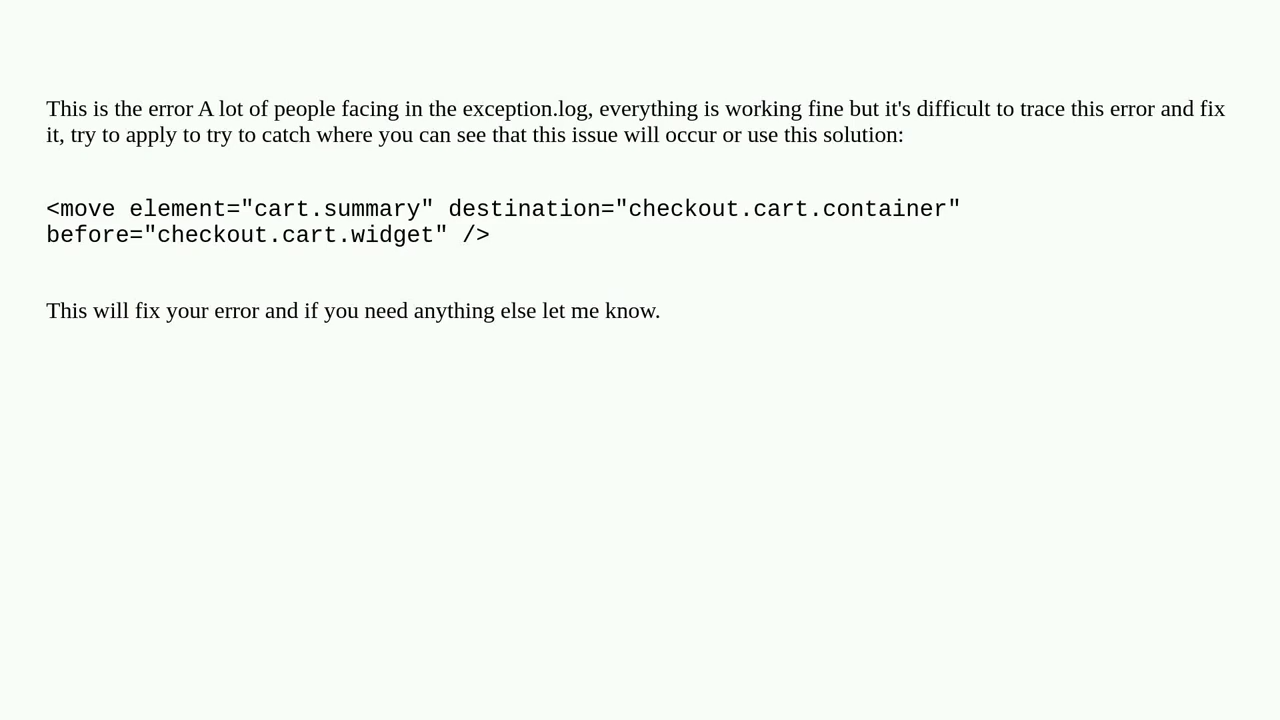 This is the error A lot of people facing in the exception.log, everything is working fine but it's difficult to trace this error and fix
it, try to apply to try to catch where you can see that this issue will occur or use this solution:
<move element="cart.summary" destination="checkout.cart.container"
before="checkout.cart.widget" />
This will fix your error and if you need anything else let me know.